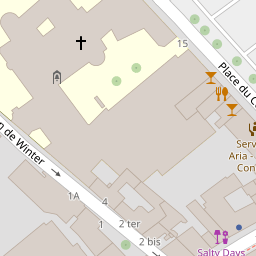 15
Place du C
Serv
Aria -
Con
n de Winter
1A
4
1
2 ter
2 bis
Salty Days